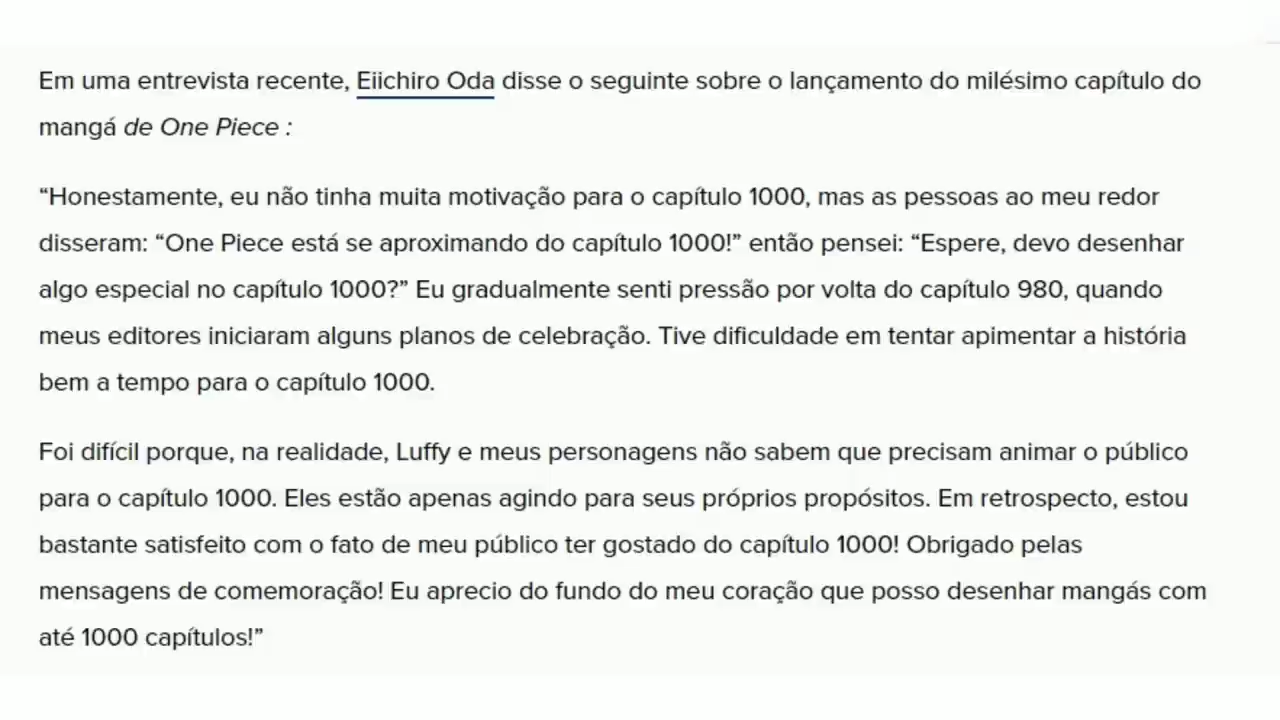 Em uma entrevista recente, Eiichiro Oda disse o seguinte sobre o lançamento do milésimo capítulo do
mangá de One Piece :
“Honestamente, eu não tinha muita motivação para o capítulo 1000, mas as pessoas ao meu redor
disseram: “One Piece está se aproximando do capítulo 1000!” então pensei: “Espere, devo desenhar
algo especial no capítulo 1000?” Eu gradualmente senti pressão por volta do capítulo 980, quando
meus editores iniciaram alguns planos de celebração. Tive dificuldade em tentar apimentar a história
bem a tempo para o capítulo 1000.
Foi difícil porque, na realidade, Luffy e meus personagens não sabem que precisam animar o público
para o capítulo 1000. Eles estão apenas agindo para seus próprios propósitos. Em retrospecto, estou
bastante satisfeito com o fato de meu público ter gostado do capítulo 1000! Obrigado pelas
mensagens de comemoração! Eu aprecio do fundo do meu coração que posso desenhar mangás com
até 1000 capítulos!”